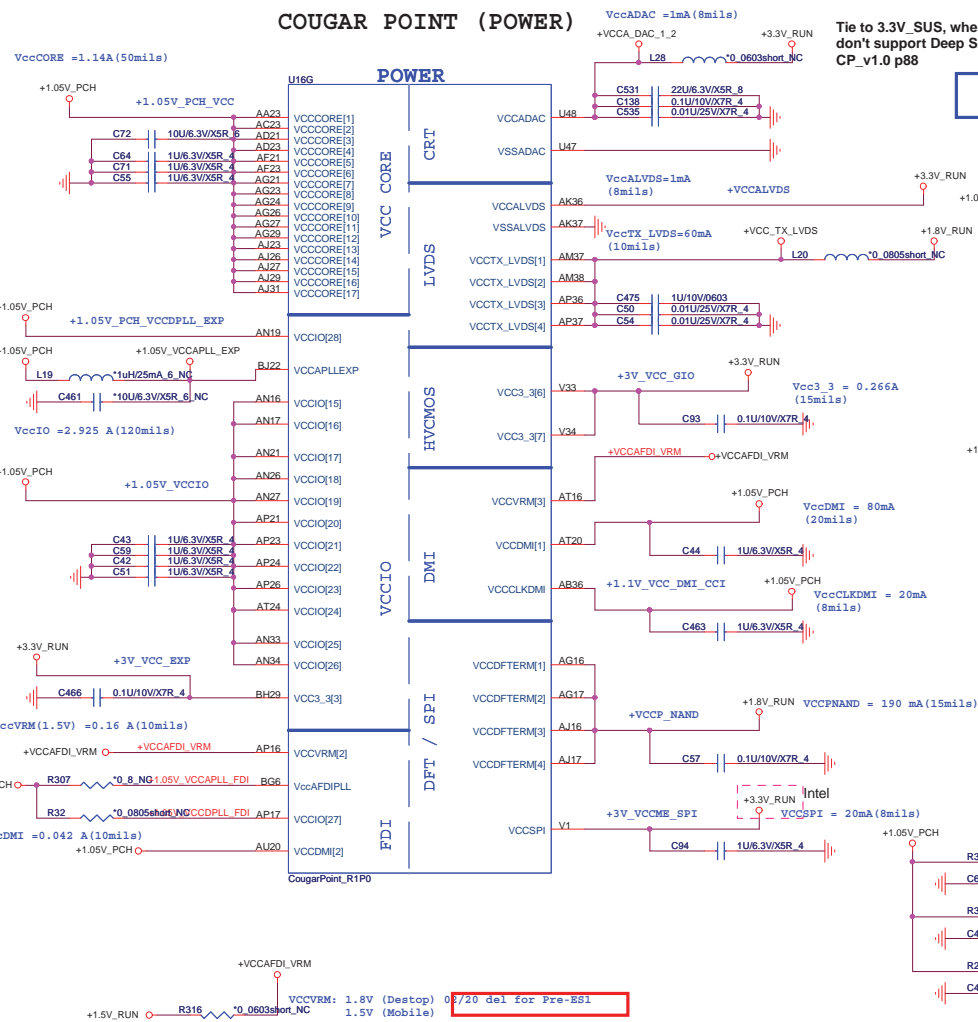 COUGAR POINT (POWER)
VccADAC =1mA(8mils)
+VCCA_DAC_1_2
+3.3V_RUN
L28
*0_0603short_NC
Tie to 3.3V_SUS, whe
don't support Deep S
CP_v1.0 p88
VccCORE =1.14A(50mils)
+1.05V_PCH
+1.05V_PCH_VCC
U16G
POWER
C531 22U/6.3V/X5R_8
C138 0.1U/10V/X7R_4
C535 0.01U/25V/X7R_4
C72 10U/6.3V/X5R_6
C64 1U/6.3V/X5R_4
C71 1U/6.3V/X5R_4
C55 1U/6.3V/X5R_4
AA23 VCCCORE[1]
AC23 VCCCORE[2]
AD21 VCCCORE[3]
AD23 VCCCORE[4]
AF21 VCCCORE[5]
AF23 VCCCORE[6]
AG21 VCCCORE[7]
AG23 VCCCORE[8]
AG24 VCCCORE[9]
AG26 VCCCORE[10]
AG27 VCCCORE[11]
AG29 VCCCORE[12]
AJ23 VCCCORE[13]
AJ26 VCCCORE[14]
AJ27 VCCCORE[15]
AJ29 VCCCORE[16]
AJ31 VCCCORE[17]
VCC CORE
CRT
VCCADAC U48
VSSADAC U47
LVDS
VccALVDS=1mA
(8mils)
+VCCALVDS
+3.3V_RUN
+1.0
VCCALVDS AK36
VSSALVDS AK37
VccTX_LVDS=60mA
(10mils)
+VCC_TX_LVDS
+1.8V_RUN
L20 *0_0805short_NC
VCCTX_LVDS[1] AM37
VCCTX_LVDS[2] AM38
VCCTX_LVDS[3] AP36
VCCTX_LVDS[4] AP37
C475 1U/10V/0603
C50 0.01U/25V/X7R_4
C54 0.01U/25V/X7R_4
+1.05V_PCH
+1.05V_PCH_VCCDPLL_EXP
AN19 VCCIO[28]
+1.05V_PCH
+1.05V_VCCAPLL_EXP
L19 *1uH/25mA_6_NC
BJ22 VCCAPLLEXP
C461 *10U/6.3V/X5R_6_NC
VccIO =2.925 A(120mils)
+1.05V_PCH
+1.05V_VCCIO
AN16 VCCIO[15]
AN17 VCCIO[16]
AN21 VCCIO[17]
AN26 VCCIO[18]
AN27 VCCIO[19]
AP21 VCCIO[20]
AP23 VCCIO[21]
AP24 VCCIO[22]
AP26 VCCIO[23]
AT24 VCCIO[24]
AN33 VCCIO[25]
AN34 VCCIO[26]
C43 1U/6.3V/X5R_4
C59 1U/6.3V/X5R_4
C42 1U/6.3V/X5R_4
C51 1U/6.3V/X5R_4
VCCIO
HVCMOS
+3V_VCC_GIO
+3.3V_RUN
VCC3_3[6] V33
VCC3_3[7] V34
Vcc3_3 = 0.266A
(15mils)
C93 0.1U/10V/X7R_4
+VCCAFDI_VRM
+VCCAFDI_VRM
+1
DMI
VCCVRM[3] AT16
+1.05V_PCH
VccDMI = 80mA
(20mils)
VCCDMI[1] AT20
C44 1U/6.3V/X5R_4
VCCCLKDMI AB36
+1.1V_VCC_DMI_CCI
+1.05V_PCH
VccCLKDMI = 20mA
(8mils)
C463 1U/6.3V/X5R_4
+3.3V_RUN
+3V_VCC_EXP
C466 0.1U/10V/X7R_4
BH29 VCC3_3[3]
DFT / SPI
VCCDFTERM[1] AG16
VCCDFTERM[2] AG17
VCCDFTERM[3] AJ16
VCCDFTERM[4] AJ17
+VCCP_NAND
+1.8V_RUN
VCCPNAND = 190 mA(15mils)
C57 0.1U/10V/X7R_4
ccVRM(1.5V) =0.16 A(10mils)
+VCCAFDI_VRM
+VCCAFDI_VRM
AP16 VCCVRM[2]
CH
R307 *0_8_NC
+1.05V_VCCAPLL_FDI
BG6 VccAFDIPLL
R32 *0_0805short_NC
VCCDPLL_FDI
AP17 VCCIO[27]
cDMI =0.042 A(10mils)
+1.05V_PCH
AU20 VCCDMI[2]
FDI
Intel
+3.3V_RUN
+3V_VCCME_SPI
VCCSPI = 20mA(8mils)
VCCSPI V1
C94 1U/6.3V/X5R_4
CougarPoint_R1P0
+1.05V_PCH
R3
C6
R3
C4
R2
C4
+VCCAFDI_VRM
+1.5V_RUN
R316 *0_0603short_NC
VCCVRM: 1.8V (Destop) 02/20 del for Pre-ES1
1.5V (Mobile)